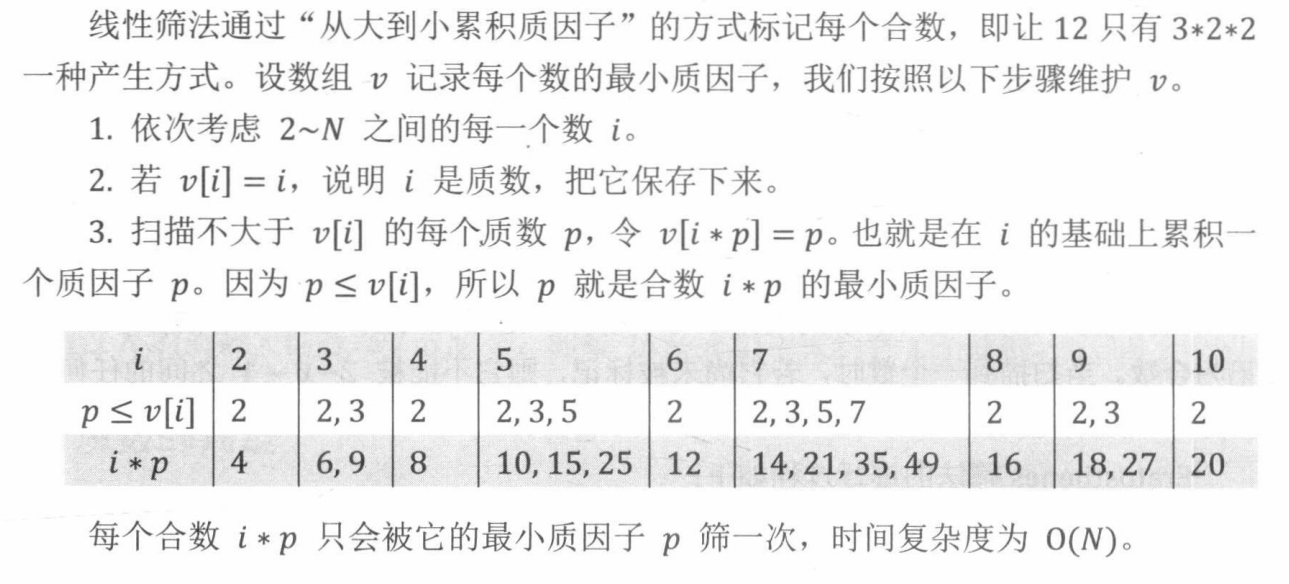 线性筛法通过“从大到小累积质因子”的方式标记每个合数，即让 12 只有 3*2*2
一种产生方式。设数组 v 记录每个数的最小质因子，我们按照以下步骤维护 v。
1. 依次考虑 2~N 之间的每一个数 i。
2. 若 v[i] = i，说明 i 是质数，把它保存下来。
3. 扫描不大于 v[i] 的每个质数 p，令 v[i * p] = p。也就是在 i 的基础上累积一
个质因子 p。因为 p ≤ v[i]，所以 p 就是合数 i * p 的最小质因子。
i 2 3 4 5 6 7 8 9 10
p ≤ v[i] 2 2, 3 2 2, 3, 5 2 2, 3, 5, 7 2 2, 3 2
i * p 4 6, 9 8 10, 15, 25 12 14, 21, 35, 49 16 18, 27 20
每个合数 i * p 只会被它的最小质因子 p 筛一次，时间复杂度为 O(N)。